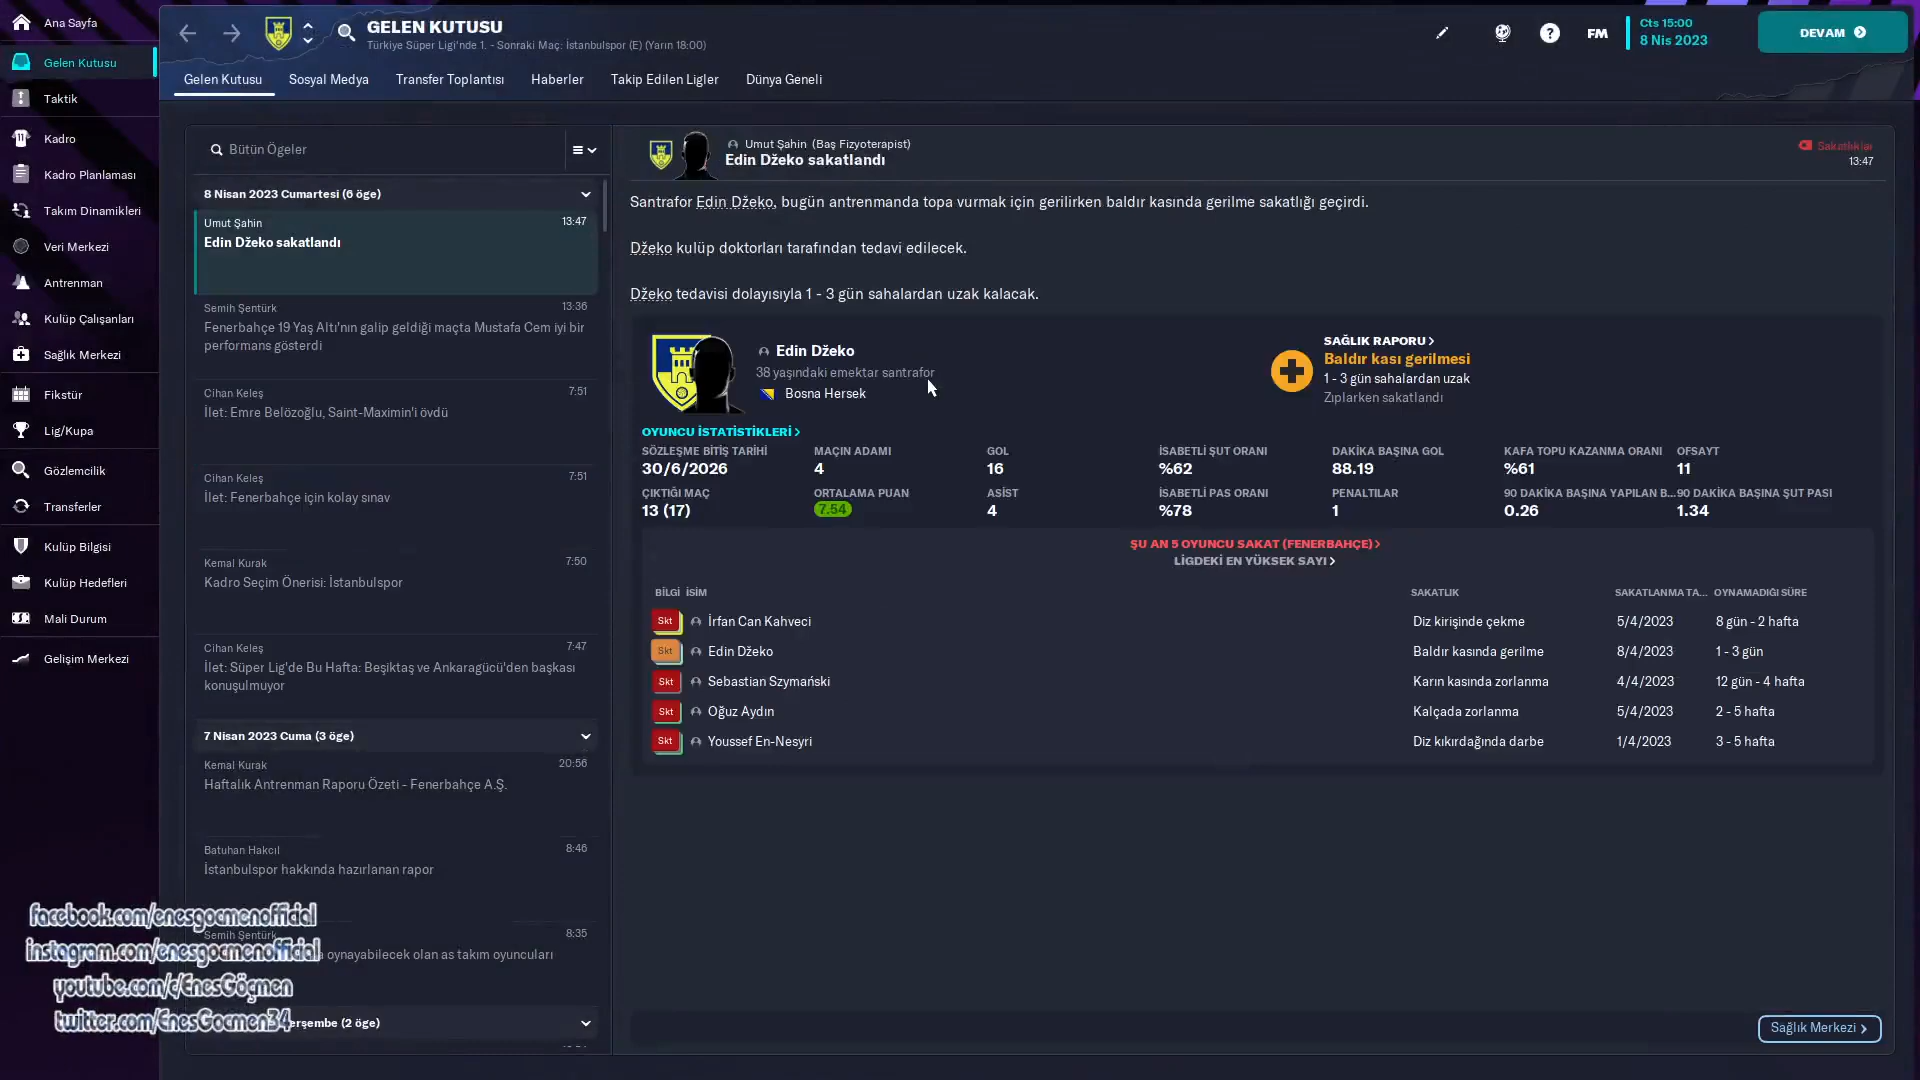 Ana Sayfa
Gelen Kutusu
Taktik
Kadro
Kadro Planlaması
Takım Dinamikleri
Veri Merkezi
Antrenman
Kulüp Çalışanları
Sağlık Merkezi
Fikstür
Lig/Kupa
Gözlemcilik
Transferler
Kulüp Bilgisi
Kulüp Hedefleri
Mali Durum
Gelişim Merkezi
GELEN KUTUSU
Türkiye Süper Ligi'nde 1. - Sonraki Maç: İstanbulspor (E) (Yarın 18:00)
FM
Cts 15:00
8 Nis 2023
DEVAM
Gelen Kutusu Sosyal Medya Transfer Toplantısı Haberler Takip Edilen Ligler Dünya Geneli
Bütün Ögeler
8 Nisan 2023 Cumartesi (6 öge)
Umut Şahin 13:47
Edin Džeko sakatlandı
Semih Şentürk 13:36
Fenerbahçe 19 Yaş Altı'nın galip geldiği maçta Mustafa Cem iyi bir
performans gösterdi
Cihan Keleş 7:51
İlet: Emre Belözoğlu, Saint-Maximin'i övdü
Cihan Keleş 7:51
İlet: Fenerbahçe için kolay sınav
Kemal Kurak 7:50
Kadro Seçim Önerisi: İstanbulspor
Cihan Keleş 7:47
İlet: Süper Lig'de Bu Hafta: Beşiktaş ve Ankaragücü'den başkası
konuşulmuyor
7 Nisan 2023 Cuma (3 öge)
Kemal Kurak 20:56
Haftalık Antrenman Raporu Özeti - Fenerbahçe A.Ş.
Batuhan Hakcıl 8:46
İstanbulspor hakkında hazırlanan rapor
Semih Şentürk 8:35
oynayabilecek olan as takım oyuncuları
erşembe (2 öge)
Umut Şahin (Baş Fizyoterapist)
Edin Džeko sakatlandı
Sakatlıklar
13:47
Santrafor Edin Džeko, bugün antrenmanda topa vurmak için gerilirken baldır kasında gerilme sakatlığı geçirdi.
Džeko kulüp doktorları tarafından tedavi edilecek.
Džeko tedavisi dolayısıyla 1 - 3 gün sahalardan uzak kalacak.
Edin Džeko
38 yaşındaki emektar santrafor
Bosna Hersek
SAĞLIK RAPORU
Baldır kası gerilmesi
1 - 3 gün sahalardan uzak
Zıplarken sakatlandı
OYUNCU İSTATİSTİKLERİ
SÖZLEŞME BİTİŞ TARİHİ MAÇIN ADAMI GOL İSABETLİ ŞUT ORANI DAKİKA BAŞINA GOL KAFA TOPU KAZANMA ORANI OFSAYT
30/6/2026 4 16 %62 88.19 %61 11
ÇIKTIĞI MAÇ ORTALAMA PUAN ASİST İSABETLİ PAS ORANI PENALTILAR 90 DAKİKA BAŞINA YAPILAN B... 90 DAKİKA BAŞINA ŞUT PASI
13 (17) 7.54 4 %78 1 0.26 1.34
ŞU AN 5 OYUNCU SAKAT (FENERBAHÇE)
LİGDEKİ EN YÜKSEK SAYI
BİLGİ İSİM SAKATLIK SAKATLANMA TA... OYNAMADIĞI SÜRE
Skt İrfan Can Kahveci Diz kirişinde çekme 5/4/2023 8 gün - 2 hafta
Skt Edin Džeko Baldır kasında gerilme 8/4/2023 1 - 3 gün
Skt Sebastian Szymański Karın kasında zorlanma 4/4/2023 12 gün - 4 hafta
Skt Oğuz Aydın Kalçada zorlanma 5/4/2023 2 - 5 hafta
Skt Youssef En-Nesyri Diz kıkırdağında darbe 1/4/2023 3 - 5 hafta
Sağlık Merkezi
facebook.com/enesgocmenofficial
instagram.com/enesgocmenofficial
youtube.com/c/EnesGöçmen
twitter.com/EnesGocmen34